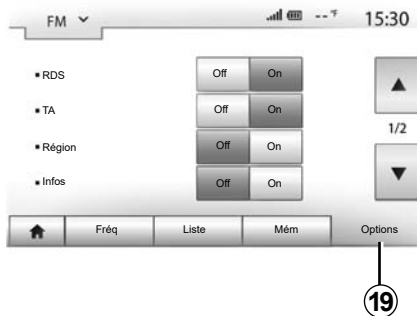 FM -- °F 15:30
RDS Off On
TA Off On
1/2
Région Off On
Infos Off On
Fréq Liste Mém Options
19